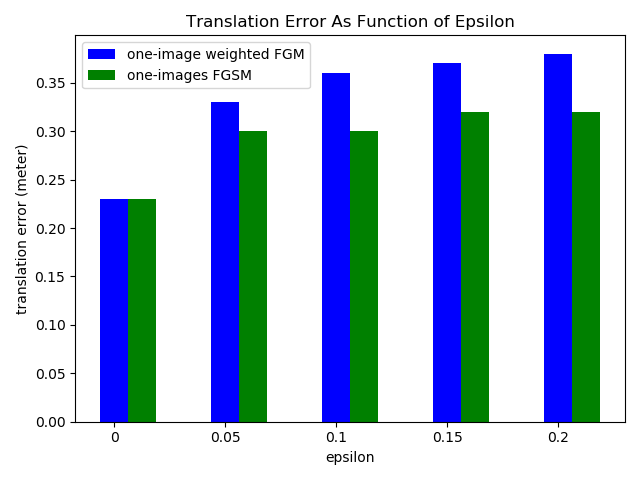 Translation Error As Function of Epsilon
one-image weighted FGM
one-images FGSM
translation error (meter)
0.35
0.30
0.25
0.20
0.15
0.10
0.05
0.00
0 0.05 0.1 0.15 0.2
epsilon